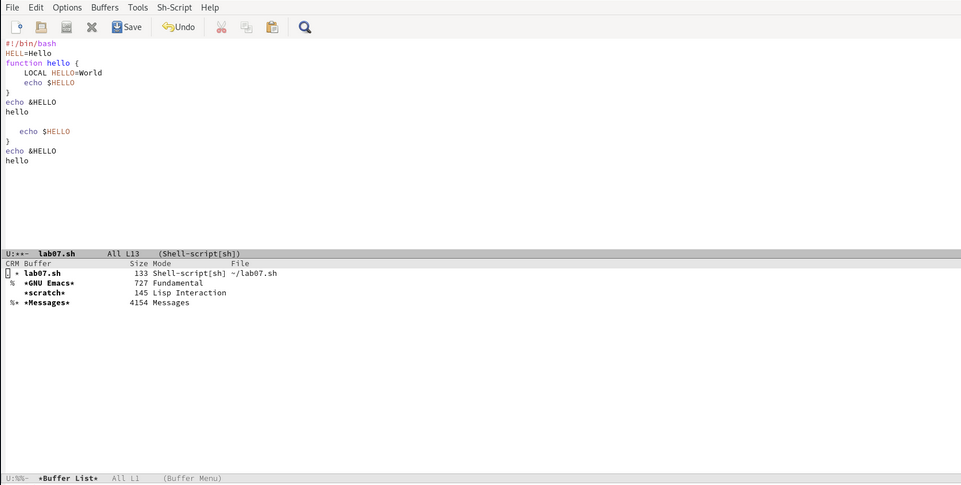 File Edit Options Buffers Tools Sh-Script Help
Save Undo
#!/bin/bash
HELL=Hello
function hello {
    LOCAL HELLO=World
    echo $HELLO
}
echo &HELLO
hello
   echo $HELLO
}
echo &HELLO
hello
U:**- lab07.sh All L13 (Shell-script[sh])
CRM Buffer Size Mode File
. * lab07.sh 133 Shell-script[sh] ~/lab07.sh
% *GNU Emacs* 727 Fundamental
*scratch* 145 Lisp Interaction
%* *Messages* 4154 Messages
U:%%- *Buffer List* All L1 (Buffer Menu)